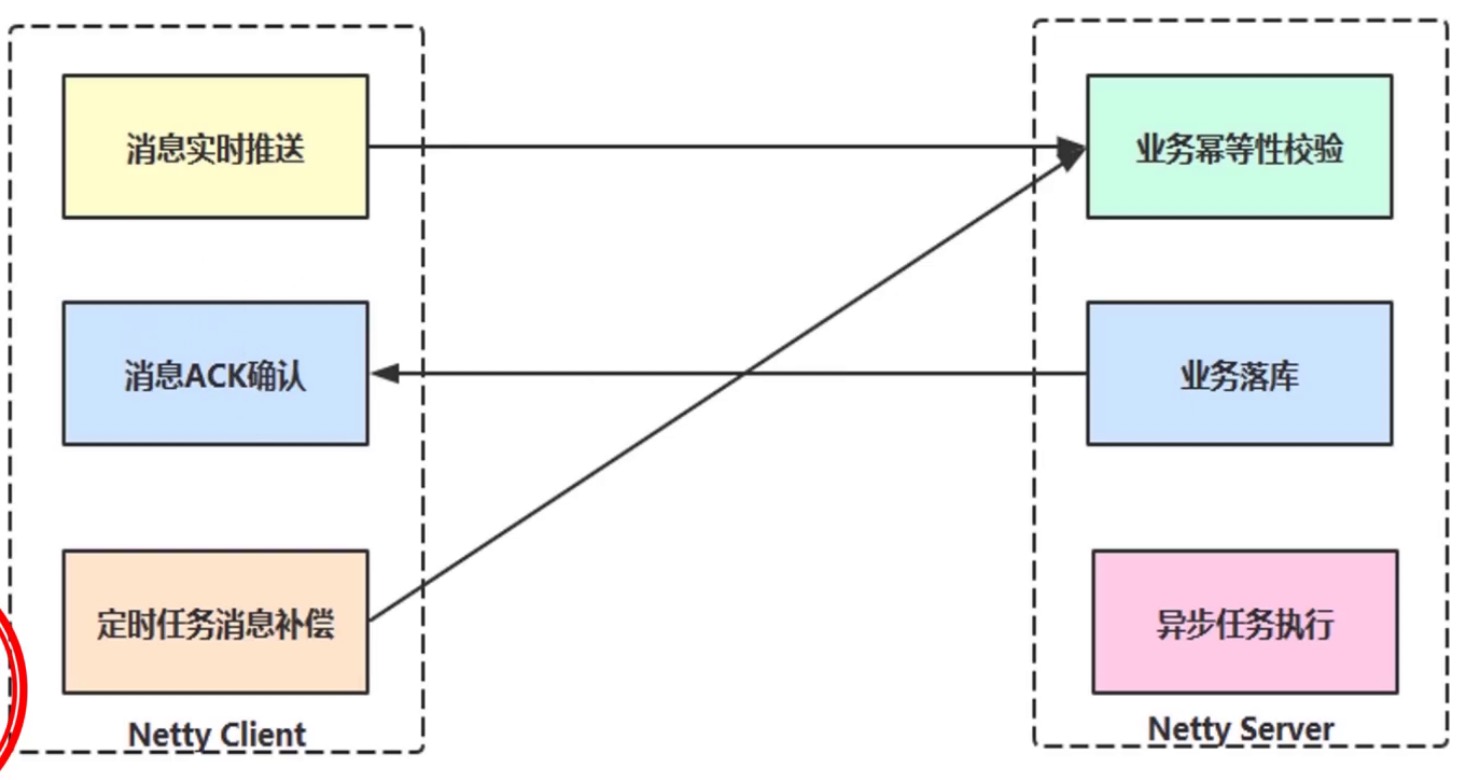 消息实时推送
业务幂等性校验
消息ACK确认
业务落库
定时任务消息补偿
异步任务执行
Netty Client
Netty Server